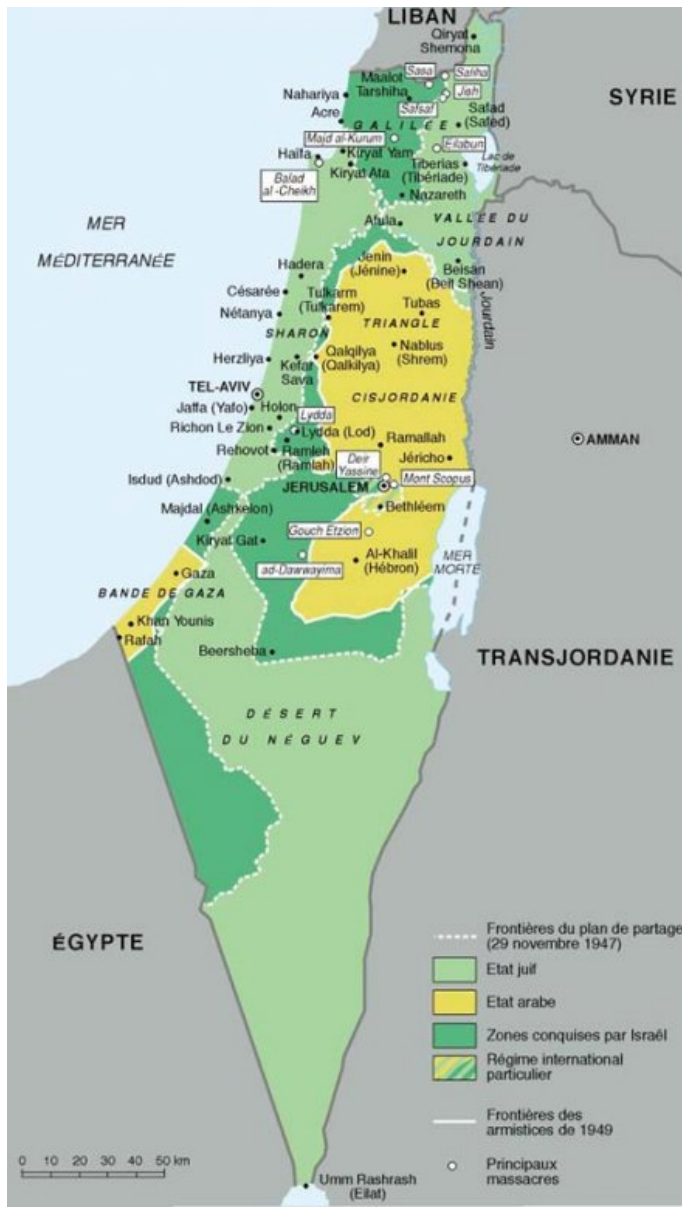 LIBAN
Qiryat
Shemona
SYRIE
Sasa
Saliha
Maalot
Tarshiha
Jish
Nahariya
Safsaf
Acre
Safad
(Safed)
GALILÉE
Majd al-Kurum
Eilabun
Haïfa
Kiryat Yam
Lac de
Tibériade
Kiryat Ata
Tiberias
(Tibériade)
Balad
al-Cheikh
Nazareth
MER
MÉDITERRANÉE
Afula
VALLÉE DU
JOURDAIN
Jenin
(Jénine)
Beisan
(Beit Shean)
Hadera
Césarée
Tulkarm
(Tulkarem)
Tubas
Jourdain
Nétanya
TRIANGLE
SHARON
Nablus
(Shrem)
Herzliya
Qalqilya
(Qalkilya)
Kefar
Sava
TEL-AVIV
CISJORDANIE
Jaffa (Yafo)
Holon
Lydda
Richon Le Zion
Lydda (Lod)
Ramallah
AMMAN
Rehovot
Ramleh
(Ramlah)
Jéricho
Deir
Yassine
Isdud (Ashdod)
JERUSALEM
Mont Scopus
Majdal (Ashkelon)
Bethléem
Kiryat Gat
Gouch Etzion
ad-Dawwayima
Al-Khalil
(Hébron)
MER
MORTE
Gaza
BANDE DE GAZA
Khan Younis
Rafah
Beersheba
TRANSJORDANIE
DÉSERT
DU NÉGUEV
ÉGYPTE
Frontières du plan de partage
(29 novembre 1947)
Etat juif
Etat arabe
Zones conquises par Israël
Régime international
particulier
Frontières des
armistices de 1949
Principaux
massacres
0 10 20 30 40 50 km
Umm Rashrash
(Eilat)